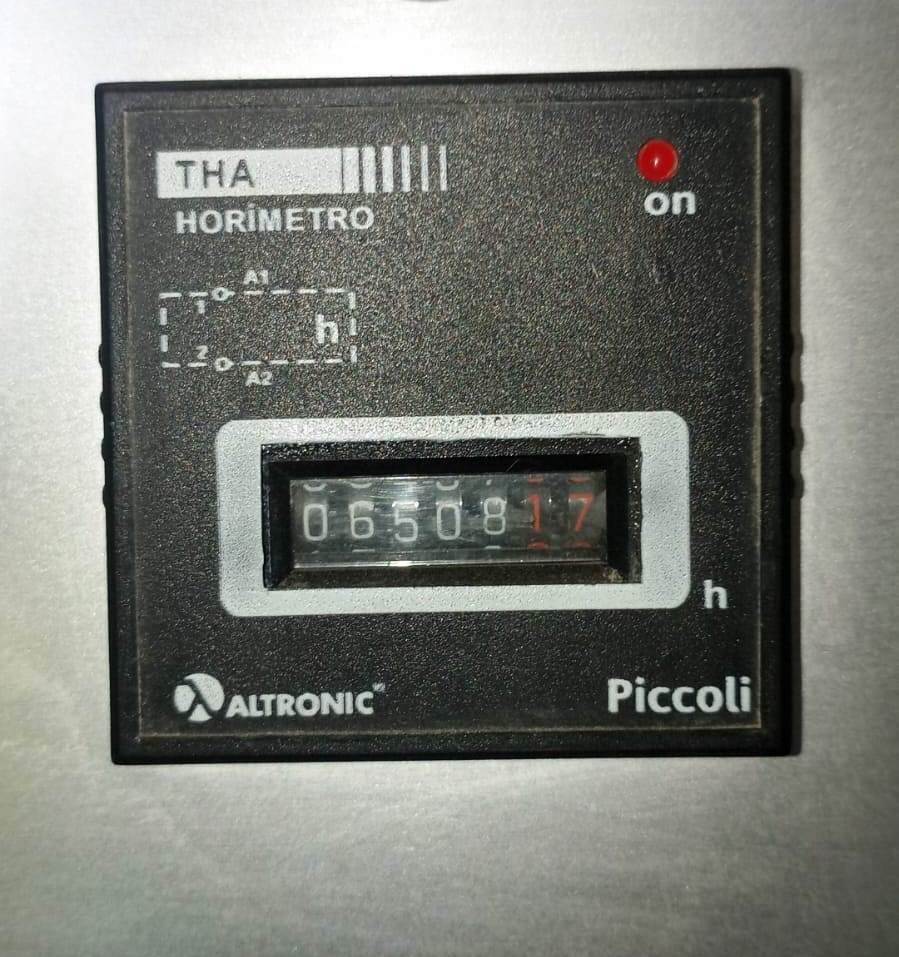 THA
HORÍMETRO
on
A1
1
h
2
A2
0650817
h
ALTRONIC
Piccoli